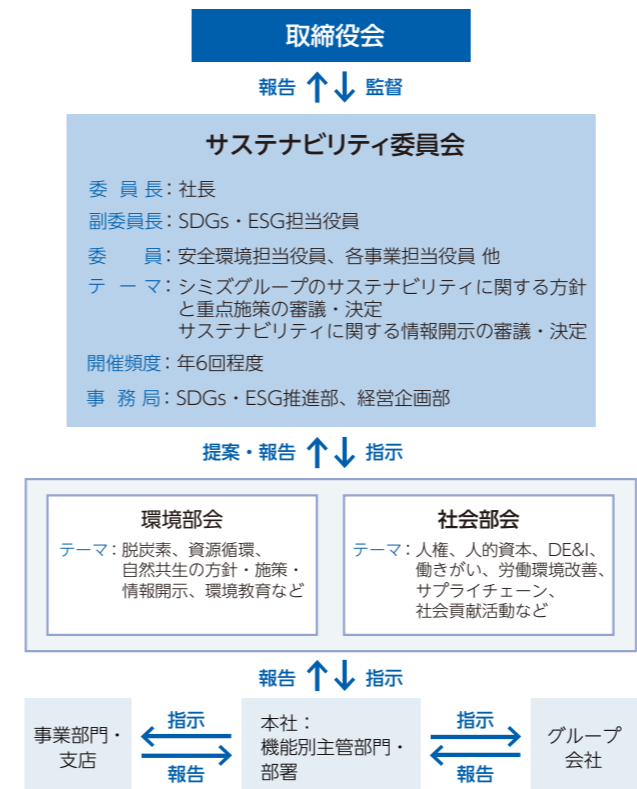 取締役会
報告 監督
サステナビリティ委員会
委員長：社長
副委員長：SDGs・ESG担当役員
委員：安全環境担当役員、各事業担当役員 他
テーマ：シミズグループのサステナビリティに関する方針
と重点施策の審議・決定
サステナビリティに関する情報開示の審議・決定
開催頻度：年6回程度
事務局：SDGs・ESG推進部、経営企画部
提案・報告 指示
環境部会
テーマ：脱炭素、資源循環、
自然共生の方針・施策・
情報開示、環境教育など
社会部会
テーマ：人権、人的資本、DE&I、
働きがい、労働環境改善、
サプライチェーン、
社会貢献活動など
報告 指示
事業部門・
支店
指示
報告
本社：
機能別主管部門・
部署
指示
報告
グループ
会社